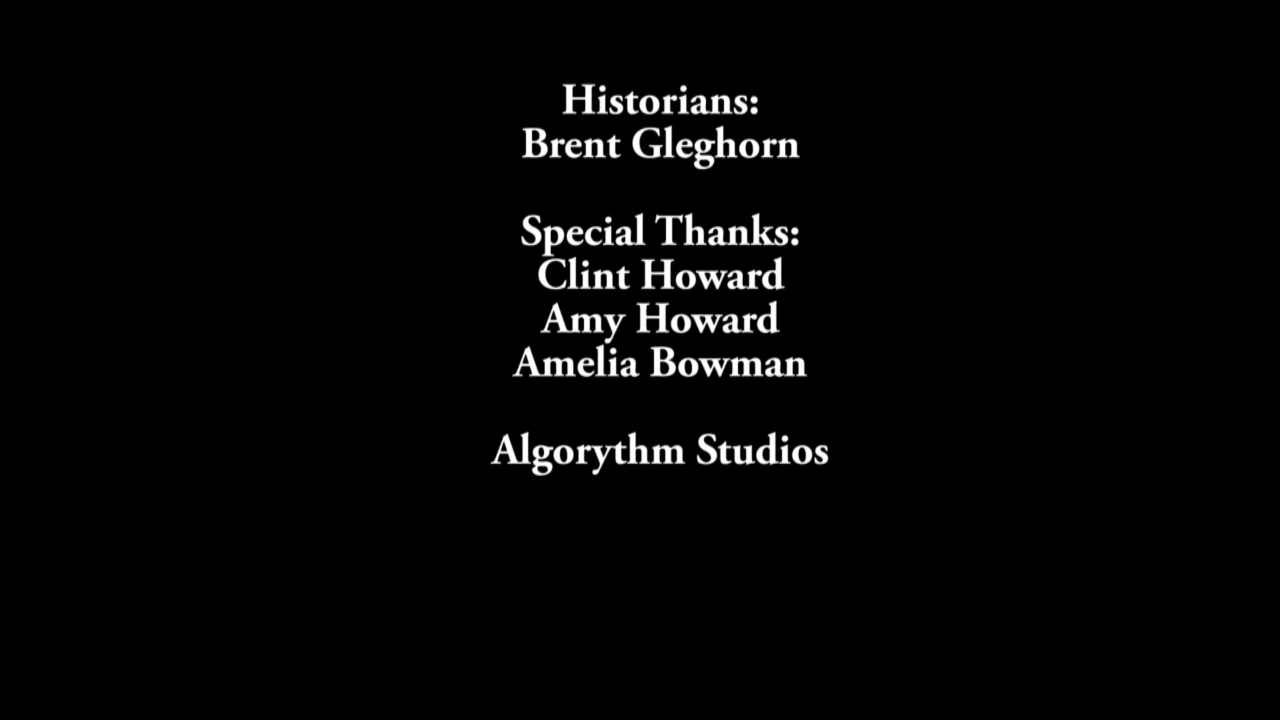 Historians:
Brent Gleghorn
Special Thanks:
Clint Howard
Amy Howard
Amelia Bowman
Algorythm Studios